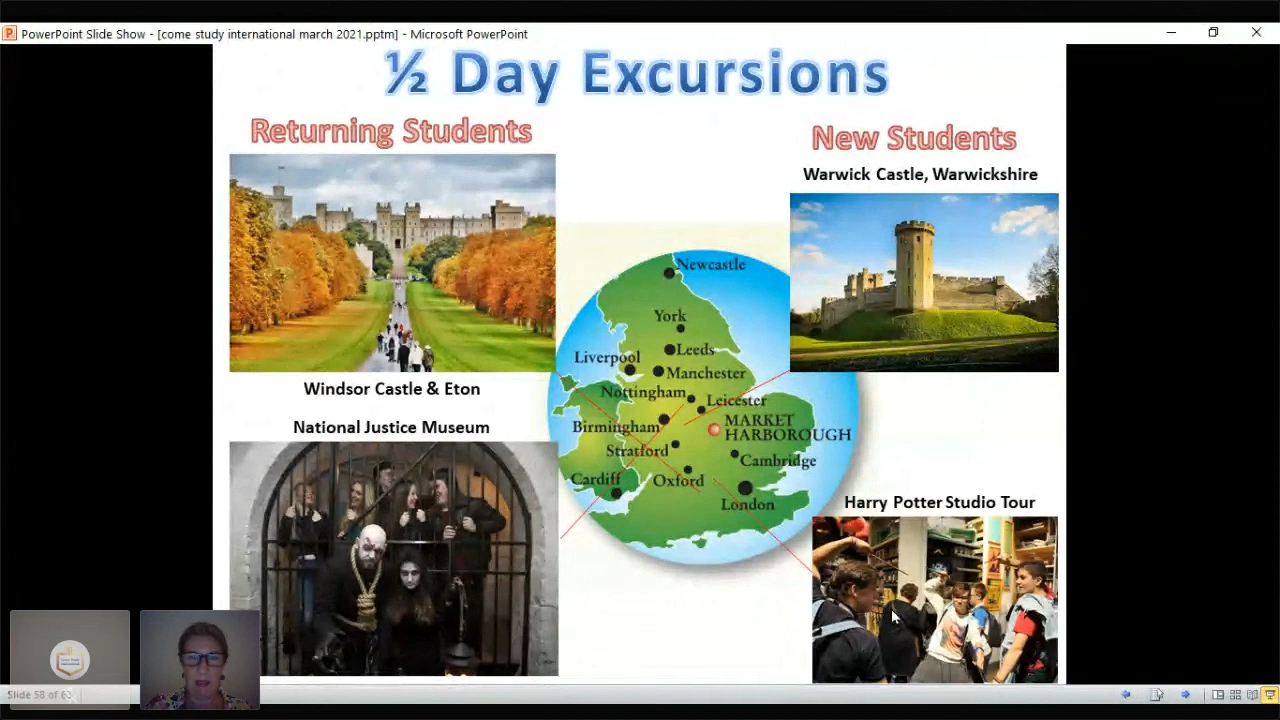 PowerPoint Slide Show - [come study international march 2021.pptm] - Microsoft PowerPoint
½ Day Excursions
Returning Students
New Students
Warwick Castle, Warwickshire
Windsor Castle & Eton
National Justice Museum
Newcastle
York
Leeds
Liverpool
Manchester
Nottingham
Leicester
MARKET
HARBOROUGH
Birmingham
Stratford
Cambridge
Cardiff
Oxford
London
Harry Potter Studio Tour